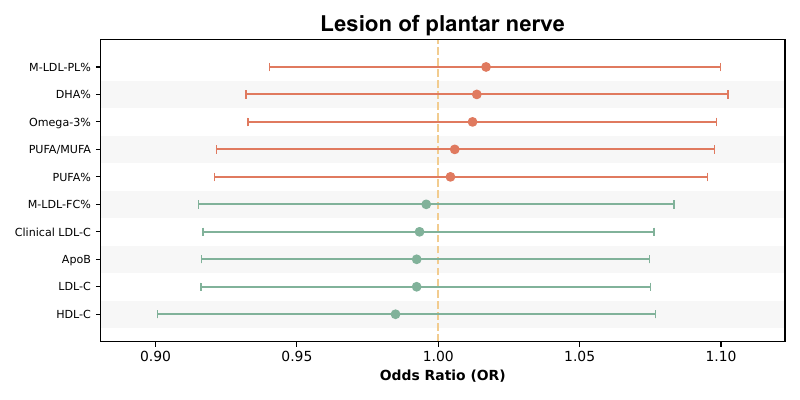 Lesion of plantar nerve
M-LDL-PL%
DHA%
Omega-3%
PUFA/MUFA
PUFA%
M-LDL-FC%
Clinical LDL-C
ApoB
LDL-C
HDL-C
0.90 0.95 1.00 1.05 1.10
Odds Ratio (OR)